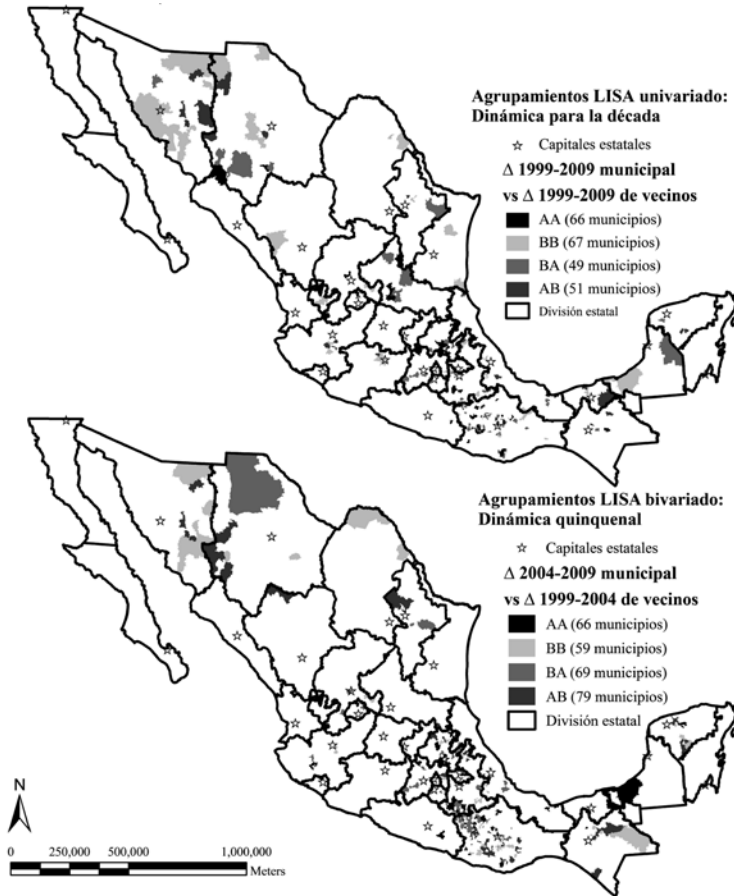 Agrupamientos LISA univariado:
Dinámica para la década
Capitales estatales
Δ 1999-2009 municipal
vs Δ 1999-2009 de vecinos
AA (66 municipios)
BB (67 municipios)
BA (49 municipios)
AB (51 municipios)
División estatal
Agrupamientos LISA bivariado:
Dinámica quinquenal
Capitales estatales
Δ 2004-2009 municipal
vs Δ 1999-2004 de vecinos
AA (66 municipios)
BB (59 municipios)
BA (69 municipios)
AB (79 municipios)
División estatal
N
0 250,000 500,000 1,000,000
Meters